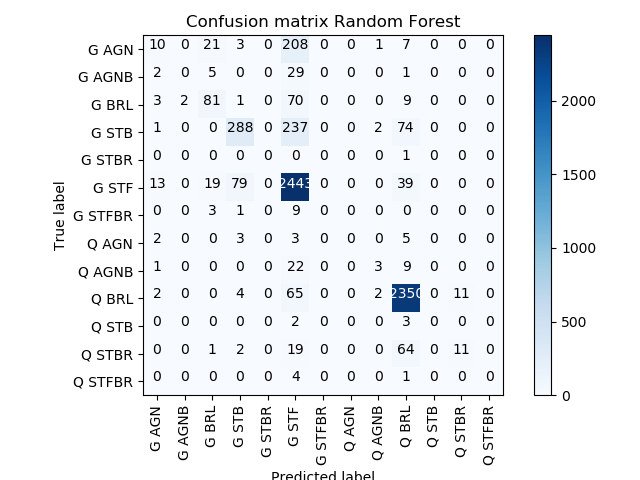 Confusion matrix Random Forest
G AGN 10 0 21 3 0 208 0 0 1 7 0 0 0
G AGNB 2 0 5 0 0 29 0 0 0 1 0 0 0
G BRL 3 2 81 1 0 70 0 0 0 9 0 0 0
G STB 1 0 0 288 0 237 0 0 2 74 0 0 0
G STBR 0 0 0 0 0 0 0 0 0 1 0 0 0
G STF 13 0 19 79 0 2443 0 0 0 39 0 0 0
G STFBR 0 0 3 1 0 9 0 0 0 0 0 0 0
Q AGN 2 0 0 3 0 3 0 0 0 5 0 0 0
Q AGNB 1 0 0 0 0 22 0 0 3 9 0 0 0
Q BRL 2 0 0 4 0 65 0 0 2 2350 0 11 0
Q STB 0 0 0 0 0 2 0 0 0 3 0 0 0
Q STBR 0 0 1 2 0 19 0 0 0 64 0 11 0
Q STFBR 0 0 0 0 0 4 0 0 0 1 0 0 0
True label
G AGN G AGNB G BRL G STB G STBR G STF G STFBR Q AGN Q AGNB Q BRL Q STB Q STBR Q STFBR
Predicted label
2000
1500
1000
500
0